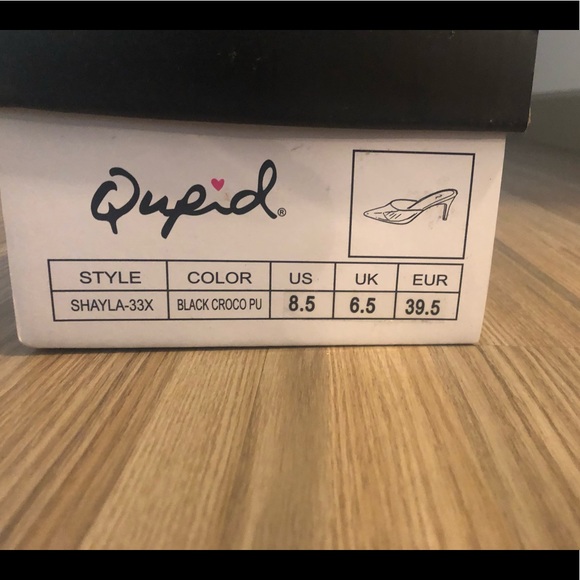 Qupid®
STYLE COLOR US UK EUR
SHAYLA-33X BLACK CROCO PU 8.5 6.5 39.5